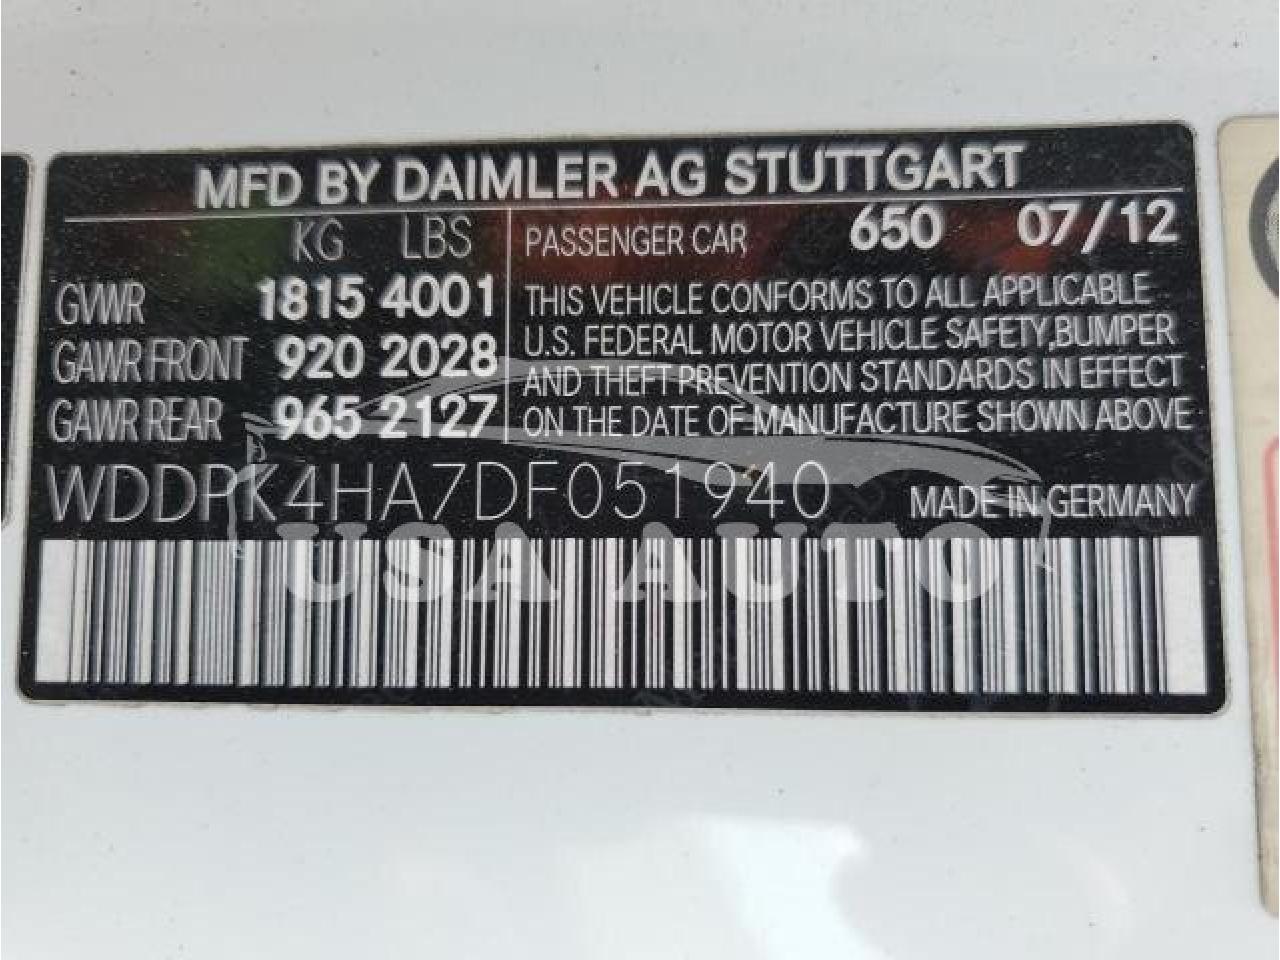 MFD BY DAIMLER AG STUTTGART
KG LBS
GVWR 1815 4001
GAWR FRONT 920 2028
GAWR REAR 965 2127
PASSENGER CAR 650 07/12
THIS VEHICLE CONFORMS TO ALL APPLICABLE
U.S. FEDERAL MOTOR VEHICLE SAFETY,BUMPER
AND THEFT PREVENTION STANDARDS IN EFFECT
ON THE DATE OF MANUFACTURE SHOWN ABOVE
WDDPK4HA7DF051940 MADE IN GERMANY
USA AUTO